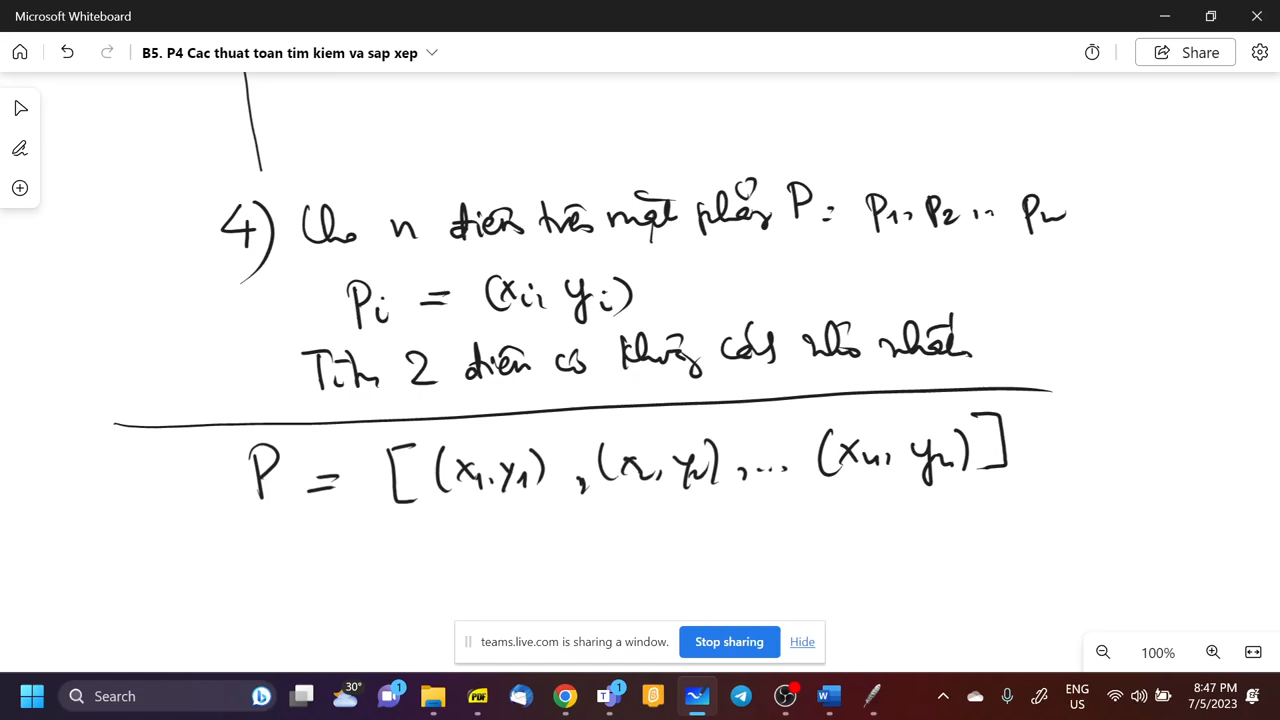 Microsoft Whiteboard
B5. P4 Cac thuat toan tim kiem va sap xep
Share
4) Cho n điểm trên mặt phẳng P: P1, P2 ... Pn
Pi = (xi, yi)
Tìm 2 điểm có khoảng cách nhỏ nhất
P = [(x1, y1), (x2, y2), ... (xn, yn)]
teams.live.com is sharing a window.
Stop sharing
Hide
100%
Search
30°
1
PDF
1
ENG
US
8:47 PM
7/5/2023